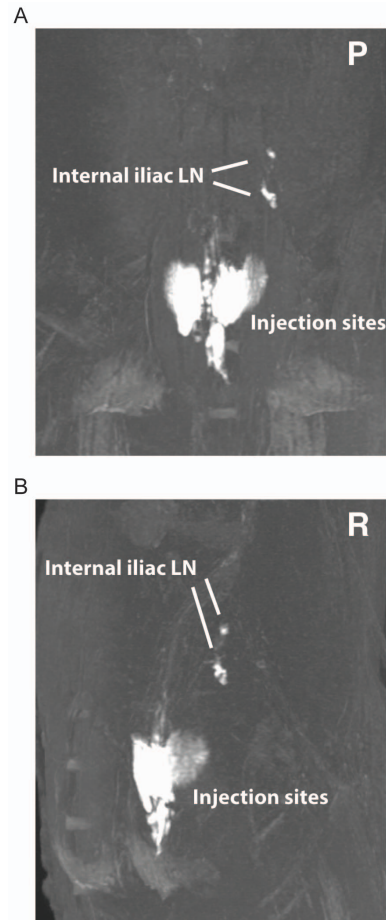 A
P
Internal iliac LN
Injection sites
B
R
Internal iliac LN
Injection sites